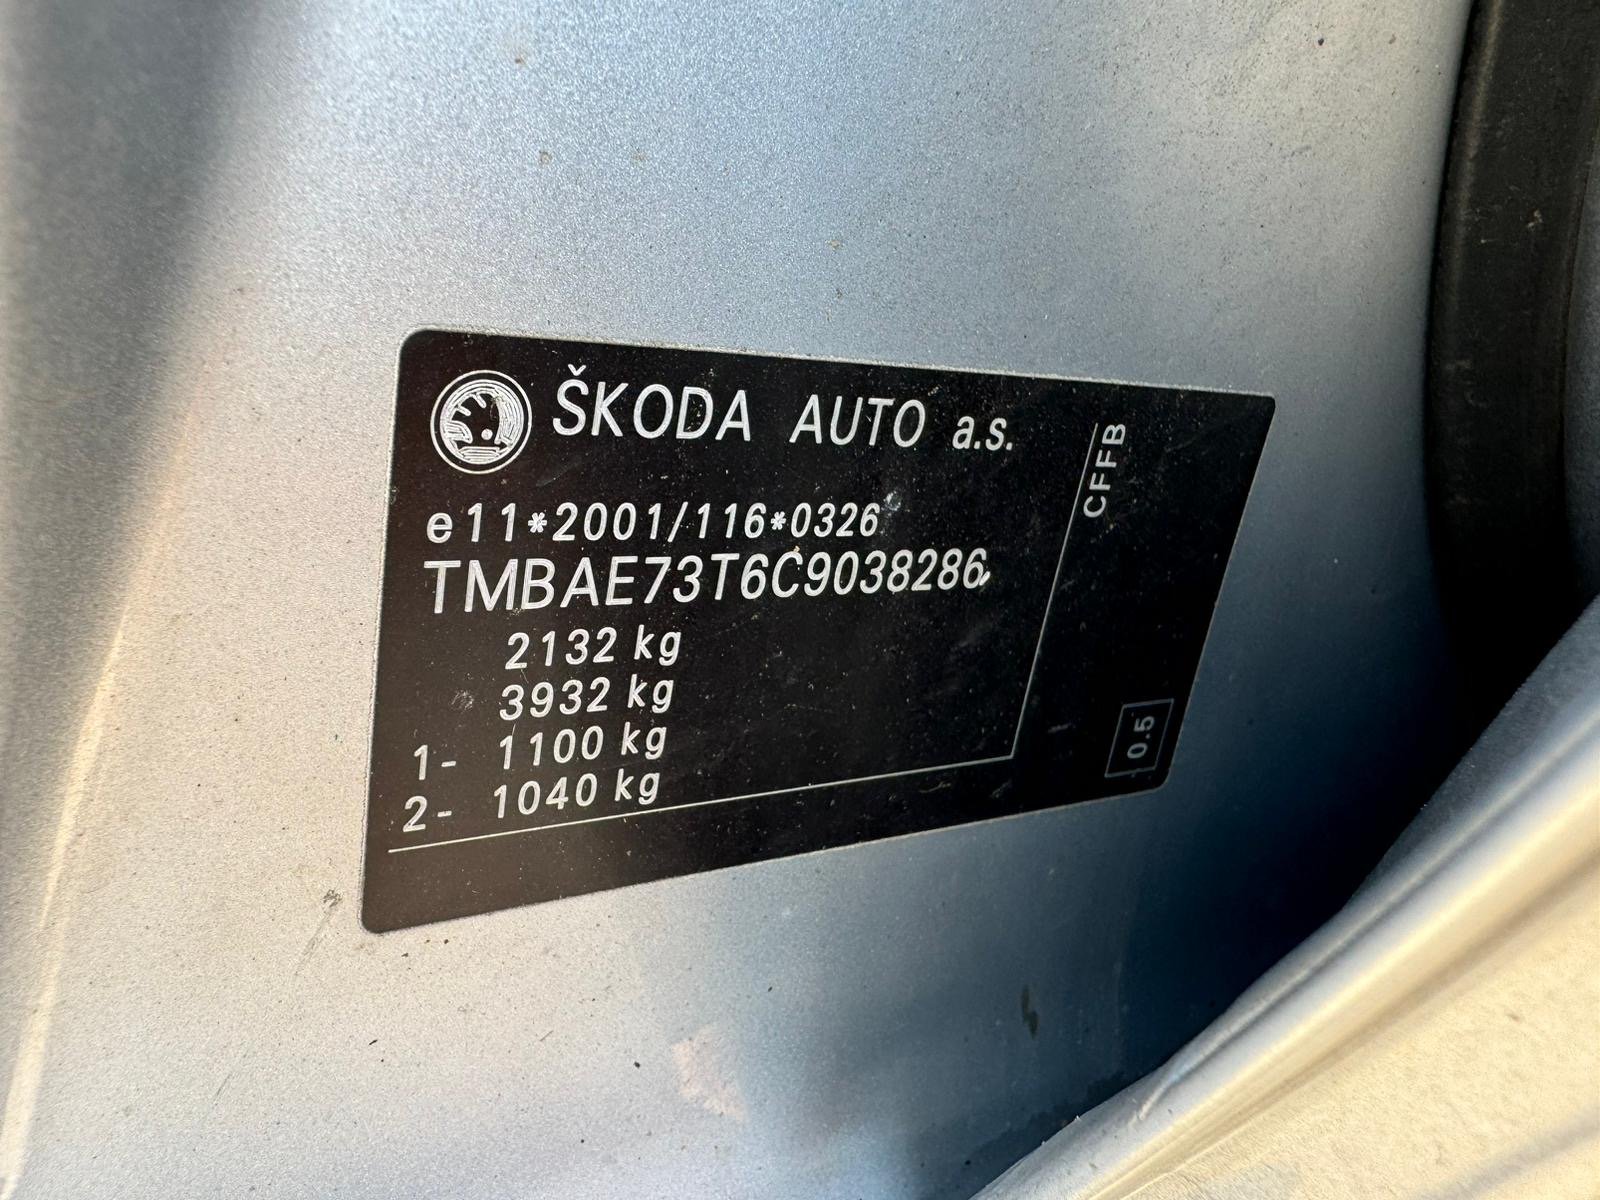 ŠKODA AUTO a.s.
e11*2001/116*0326
TMBAE73T6C9038286
2132 kg
3932 kg
1- 1100 kg
2- 1040 kg
CFFB
0.5